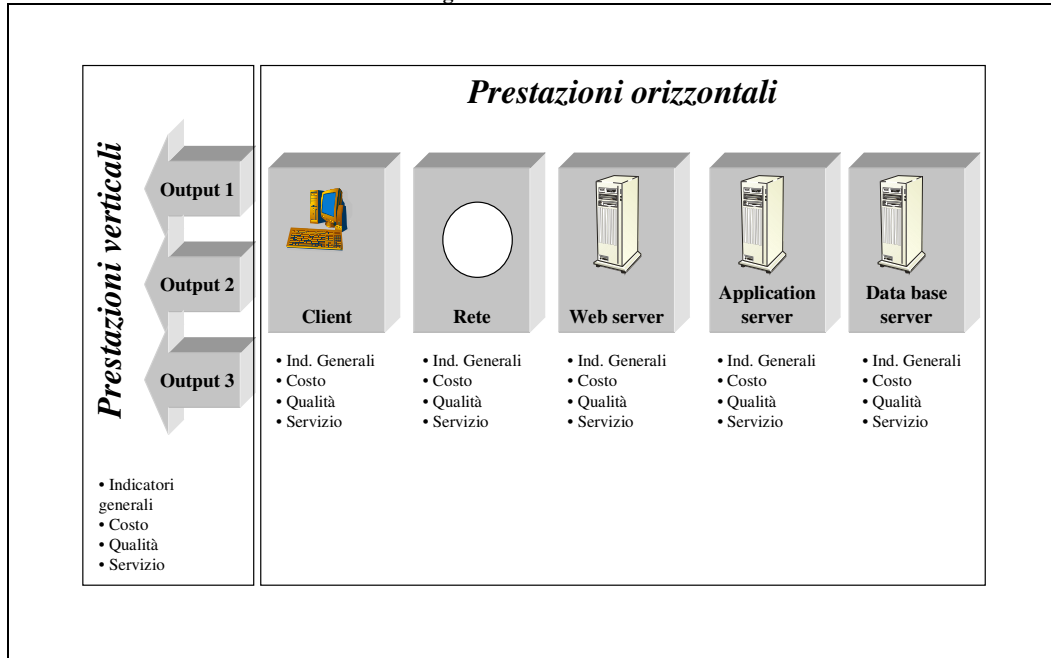 Prestazioni orizzontali
Prestazioni verticali
Output 1
Output 2
Output 3
Client
Rete
Web server
Application
server
Data base
server
• Ind. Generali
• Costo
• Qualità
• Servizio
• Ind. Generali
• Costo
• Qualità
• Servizio
• Ind. Generali
• Costo
• Qualità
• Servizio
• Ind. Generali
• Costo
• Qualità
• Servizio
• Ind. Generali
• Costo
• Qualità
• Servizio
• Indicatori
generali
• Costo
• Qualità
• Servizio